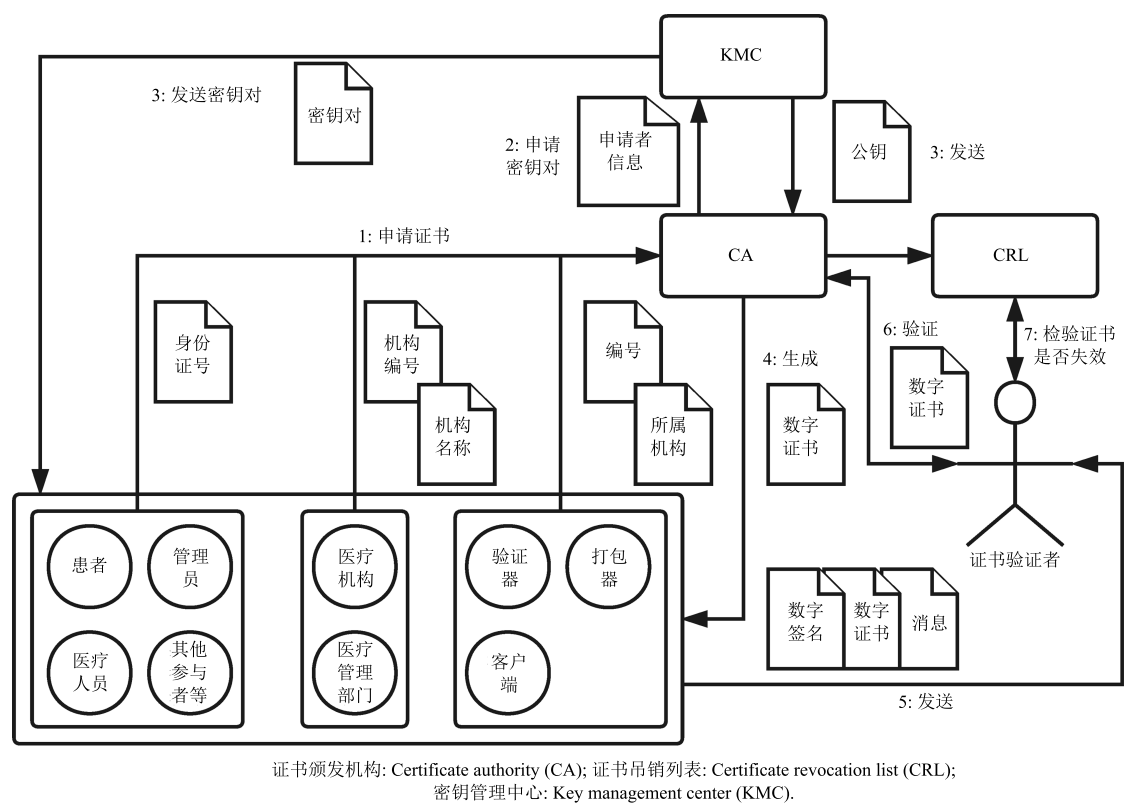 KMC
3: 发送密钥对
密钥对
2: 申请
密钥对
申请者
信息
公钥
3: 发送
1: 申请证书
CA
CRL
身份
证号
机构
编号
机构
名称
编号
所属
机构
4: 生成
数字
证书
6: 验证
数字
证书
7: 检验证书
是否失效
证书验证者
患者
管理
员
医疗
人员
其他
参与
者等
医疗
机构
医疗
管理
部门
验证
器
打包
器
客户
端
数字
签名
数字
证书
消息
5: 发送
证书颁发机构: Certificate authority (CA); 证书吊销列表: Certificate revocation list (CRL);
密钥管理中心: Key management center (KMC).